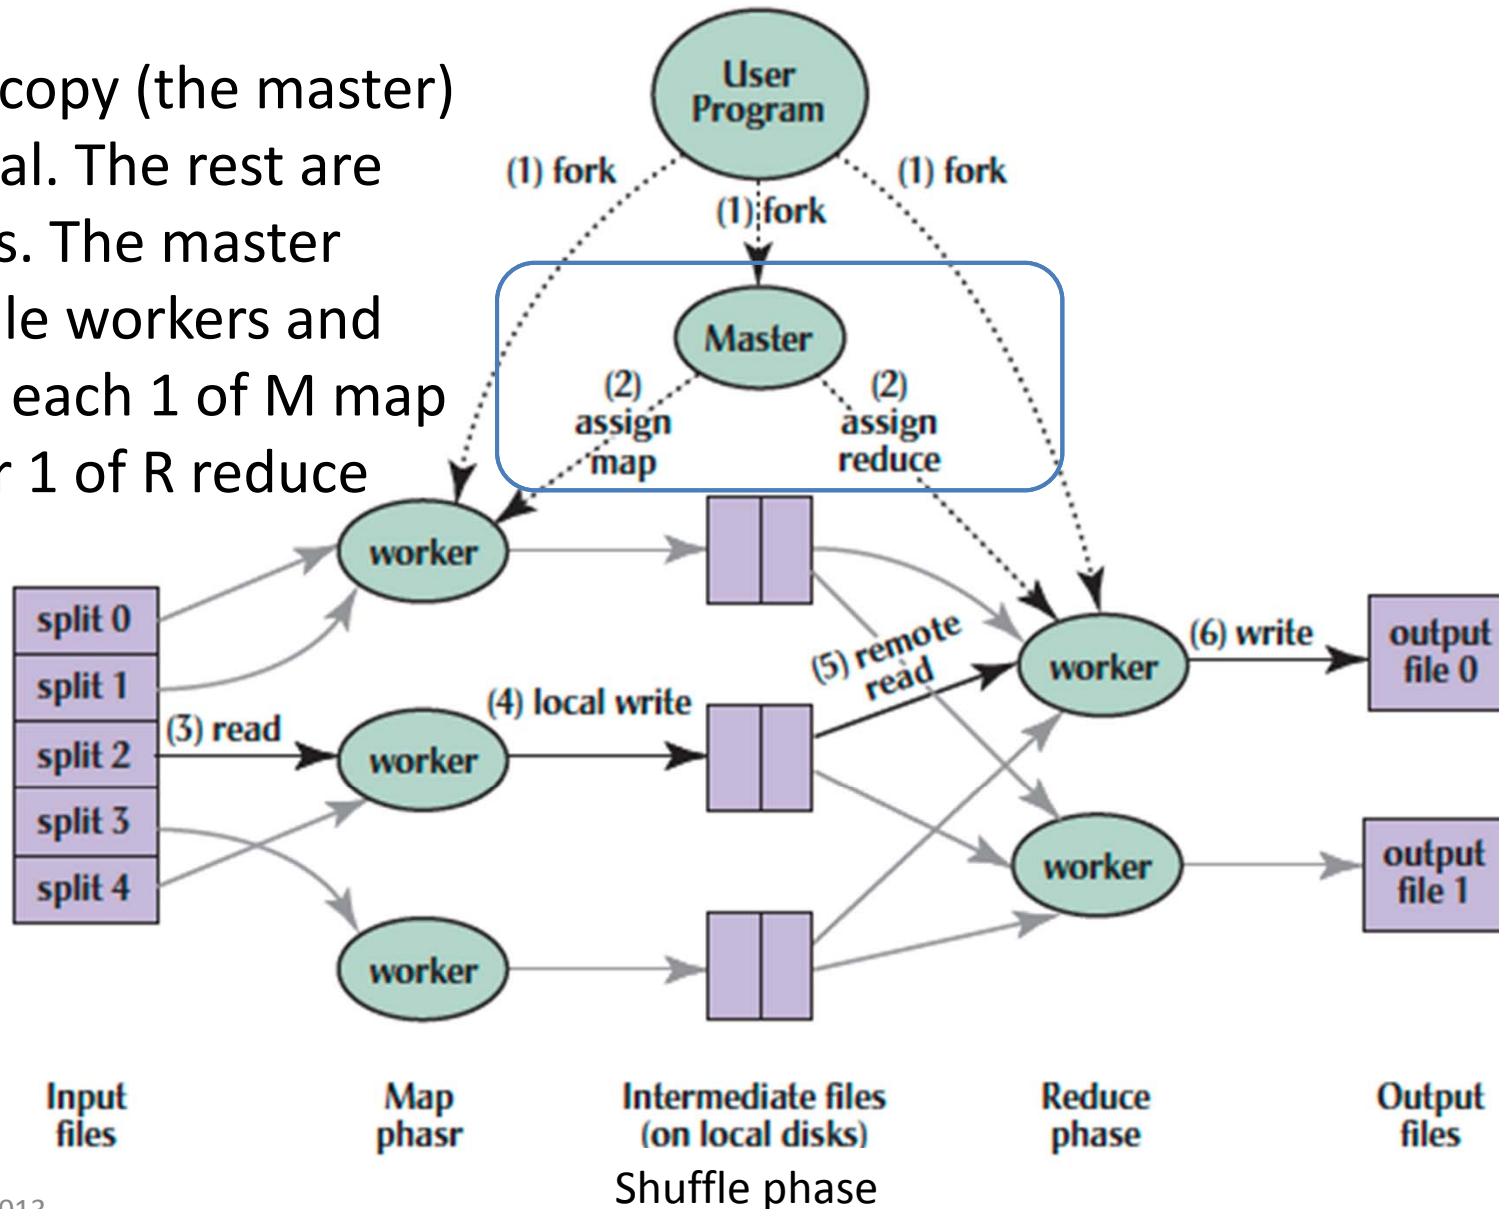 copy (the master)
al. The rest are
s. The master
le workers and
each 1 of M map
r 1 of R reduce
User
Program
(1) fork
(1) fork
(1) fork
Master
(2)
assign
map
(2)
assign
reduce
worker
split 0
split 1
split 2
split 3
split 4
(3) read
worker
(4) local write
worker
(5) remote
read
worker
(6) write
output
file 0
worker
output
file 1
Input
files
Map
phasr
Intermediate files
(on local disks)
Reduce
phase
Output
files
Shuffle phase